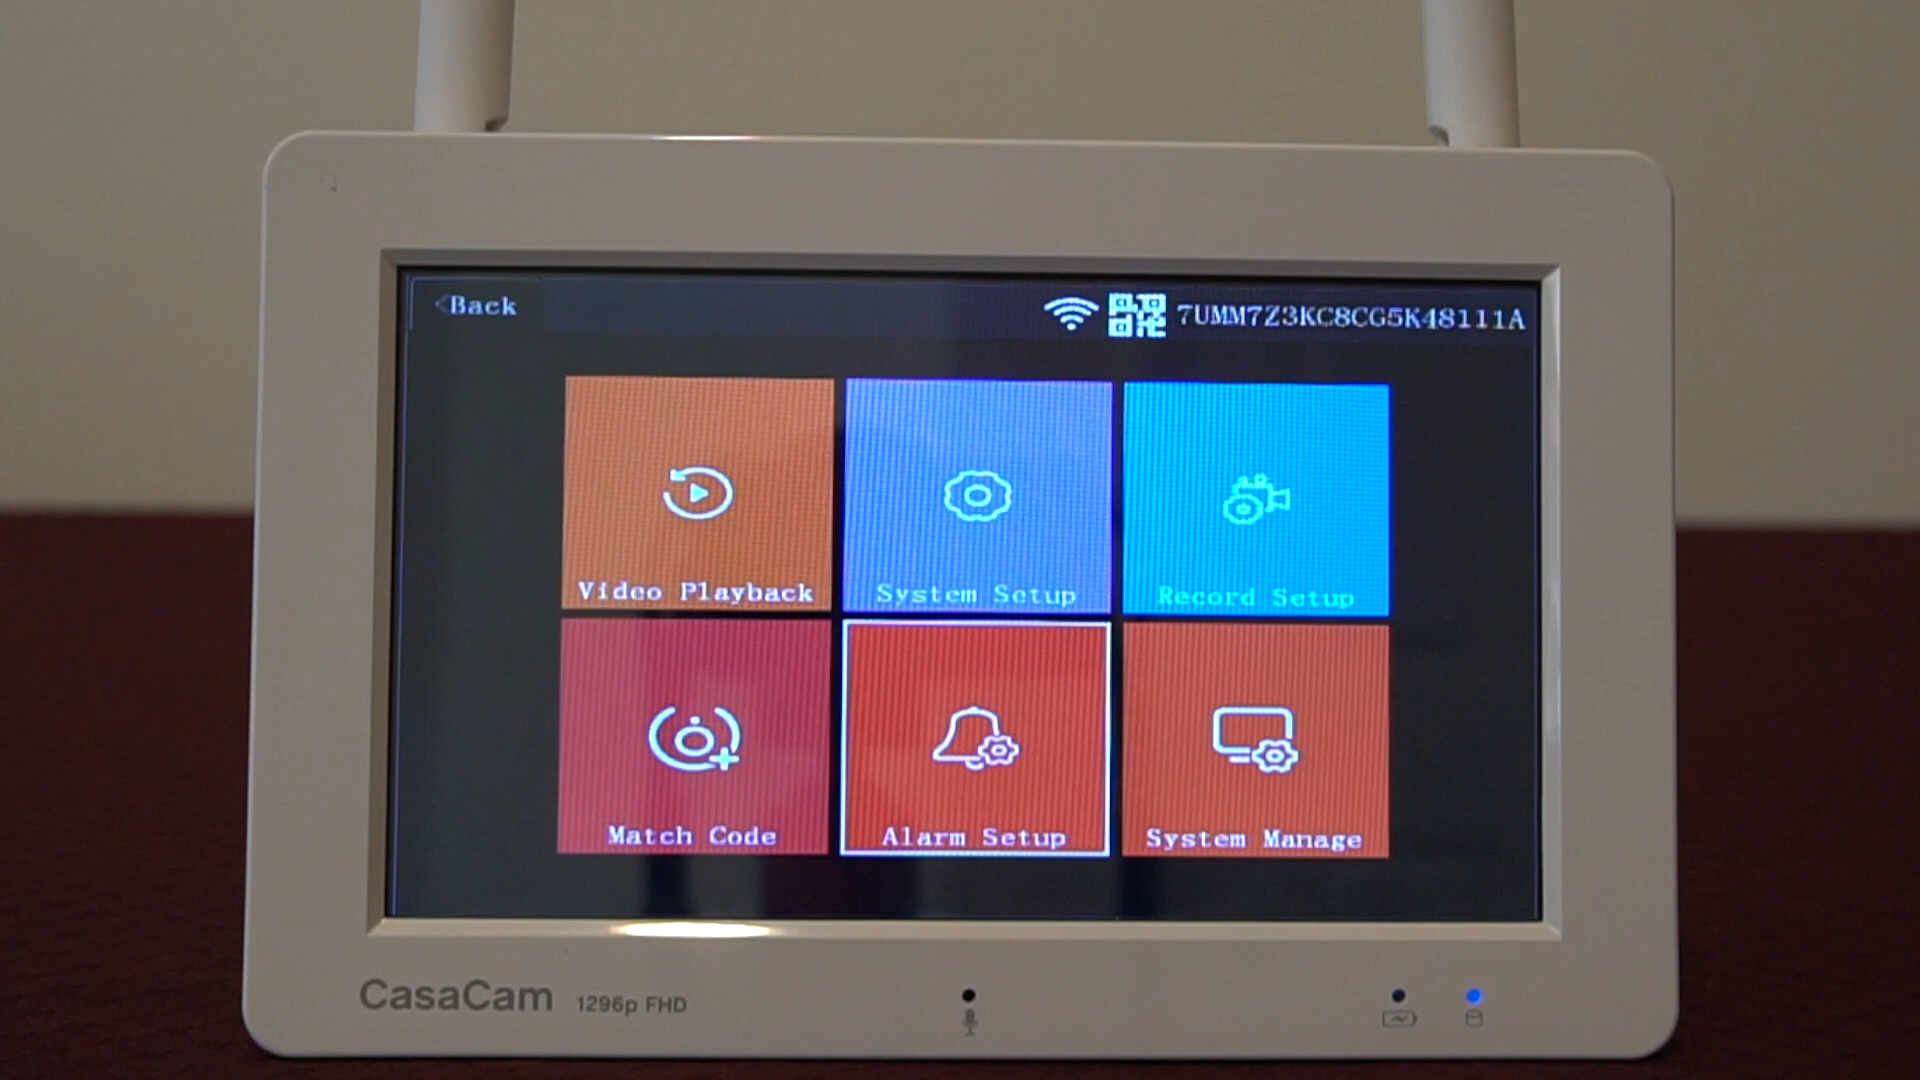 <Back
7UMM7Z3KC8CG5K48111A
Video Playback
System Setup
Record Setup
Match Code
Alarm Setup
System Manage
CasaCam 1296p FHD